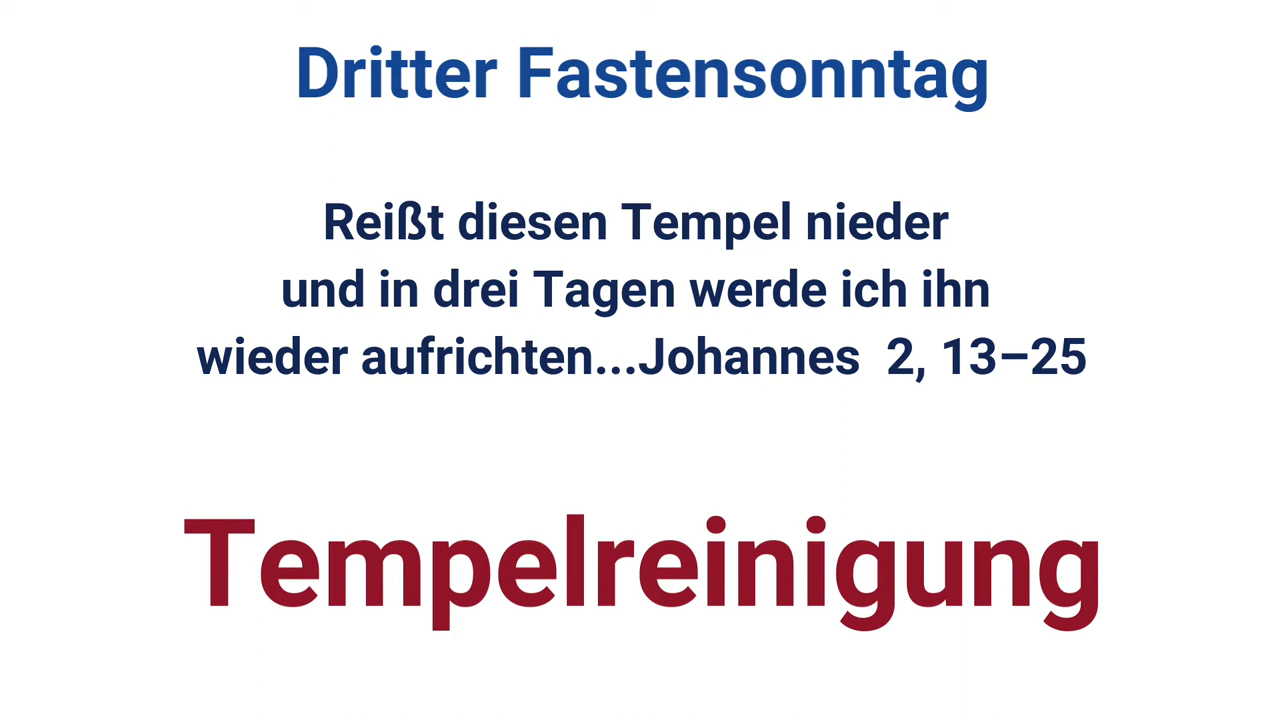 Dritter Fastensonntag
Reißt diesen Tempel nieder
und in drei Tagen werde ich ihn
wieder aufrichten...Johannes  2, 13–25
Tempelreinigung